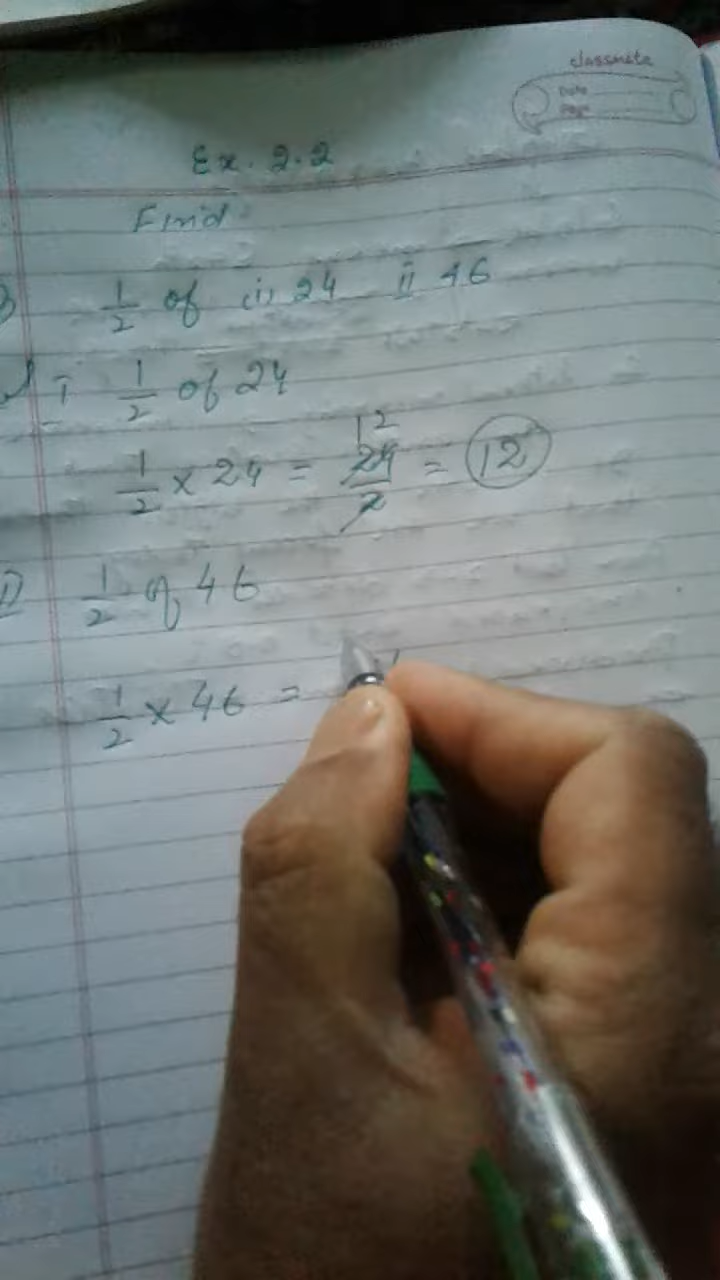 classmate
Date
Page
Ex. 2.2
Find
1/2 of (i) 24 ii 46
i 1/2 of 24
1/2 × 24 = 24/2 12 = 12
1/2 of 46
1/2 × 46 =